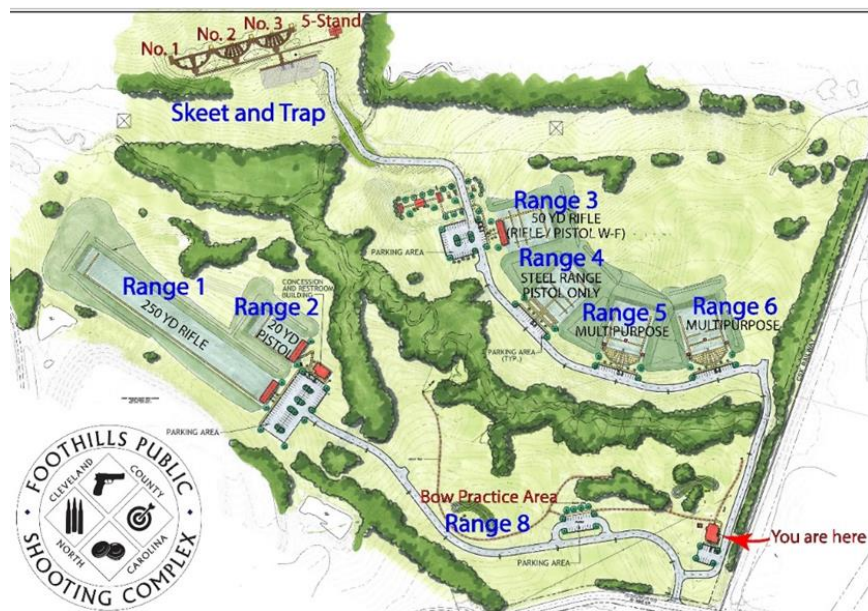 No. 1
No. 2
No. 3
5-Stand
Skeet and Trap
Range 3
50 YD RIFLE
(RIFLE / PISTOL W-F)
PARKING AREA
Range 4
STEEL RANGE
PISTOL ONLY
Range 1
250 YD RIFLE
CONCESSION
AND RESTROOM
BUILDING
Range 2
20 YD
PISTOL
Range 5
MULTIPURPOSE
Range 6
MULTIPURPOSE
PARKING AREA
(TYP.)
PARKING AREA
Bow Practice Area
Range 8
PARKING AREA
You are here
FOOTHILLS PUBLIC
CLEVELAND
COUNTY
NORTH
CAROLINA
SHOOTING COMPLEX